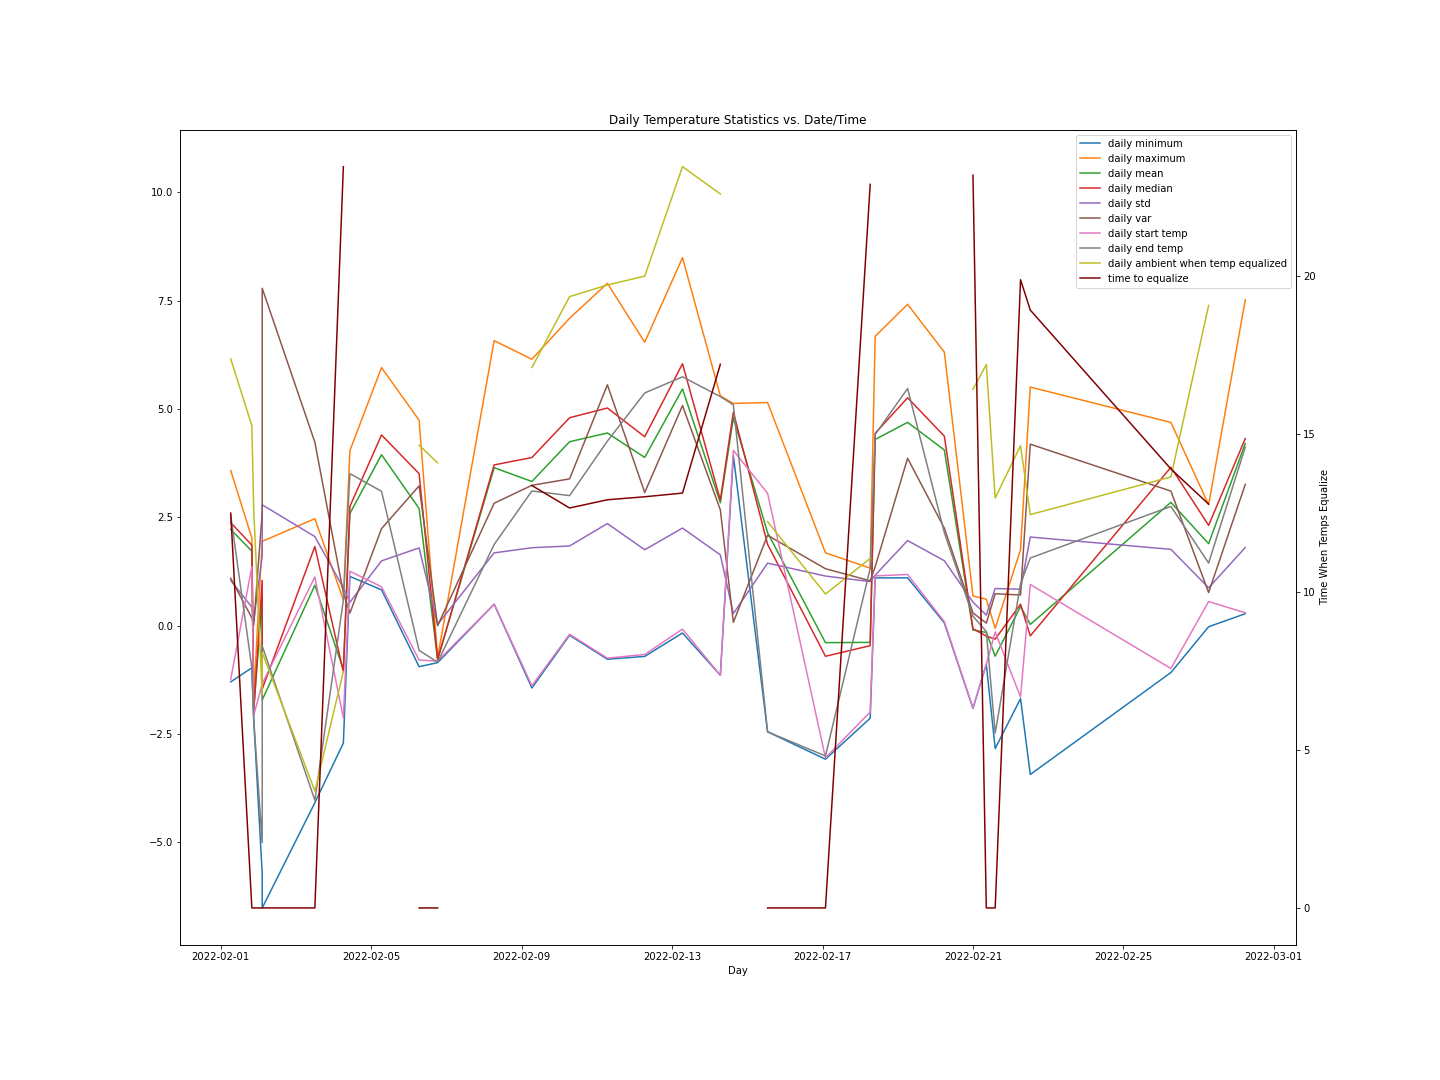 Daily Temperature Statistics vs. Date/Time
daily minimum
daily maximum
daily mean
daily median
daily std
daily var
daily start temp
daily end temp
daily ambient when temp equalized
time to equalize
10.0
7.5
5.0
2.5
0.0
−2.5
−5.0
20
15
10
5
0
Time When Temps Equalize
2022-02-01 2022-02-05 2022-02-09 2022-02-13 2022-02-17 2022-02-21 2022-02-25 2022-03-01
Day